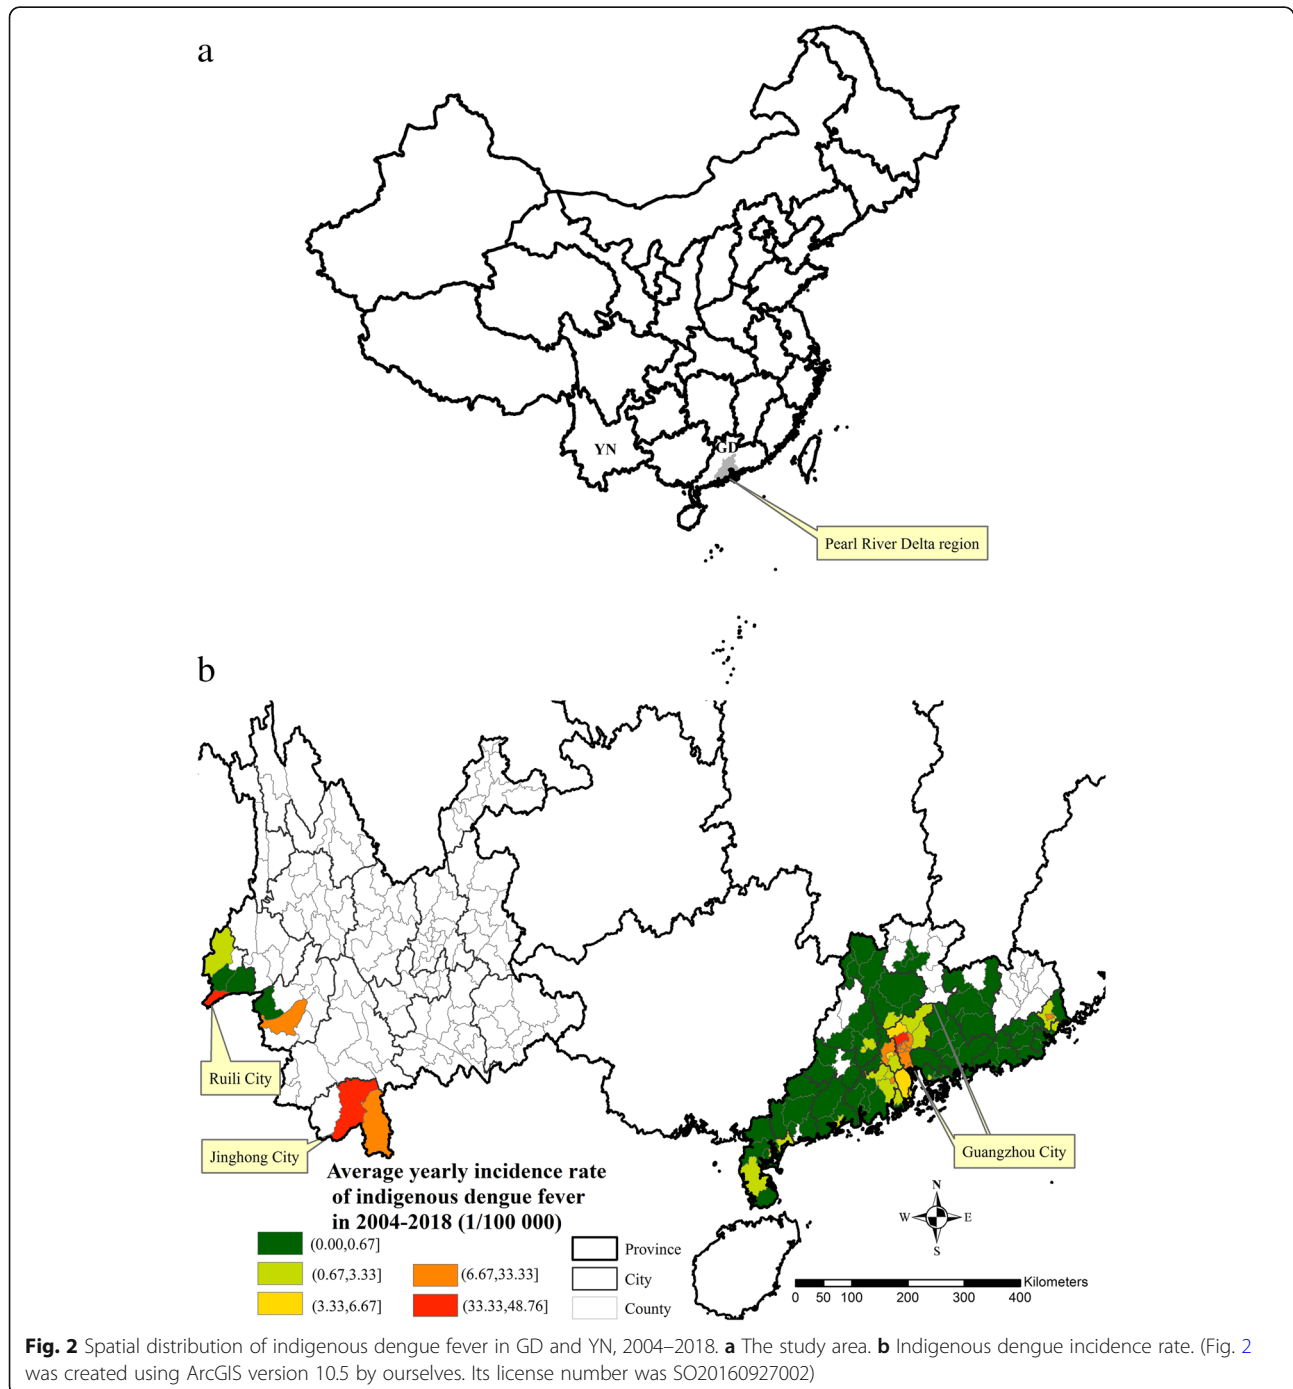 a
YN
GD
Pearl River Delta region
b
Ruili City
Jinghong City
Guangzhou City
Average yearly incidence rate
of indigenous dengue fever
in 2004-2018 (1/100 000)
(0.00,0.67]
(0.67,3.33]
(3.33,6.67]
(6.67,33.33]
(33.33,48.76]
Province
City
County
N
W E
S
Kilometers
0 50 100 200 300 400
Fig. 2 Spatial distribution of indigenous dengue fever in GD and YN, 2004–2018. a The study area. b Indigenous dengue incidence rate. (Fig. 2
was created using ArcGIS version 10.5 by ourselves. Its license number was SO20160927002)